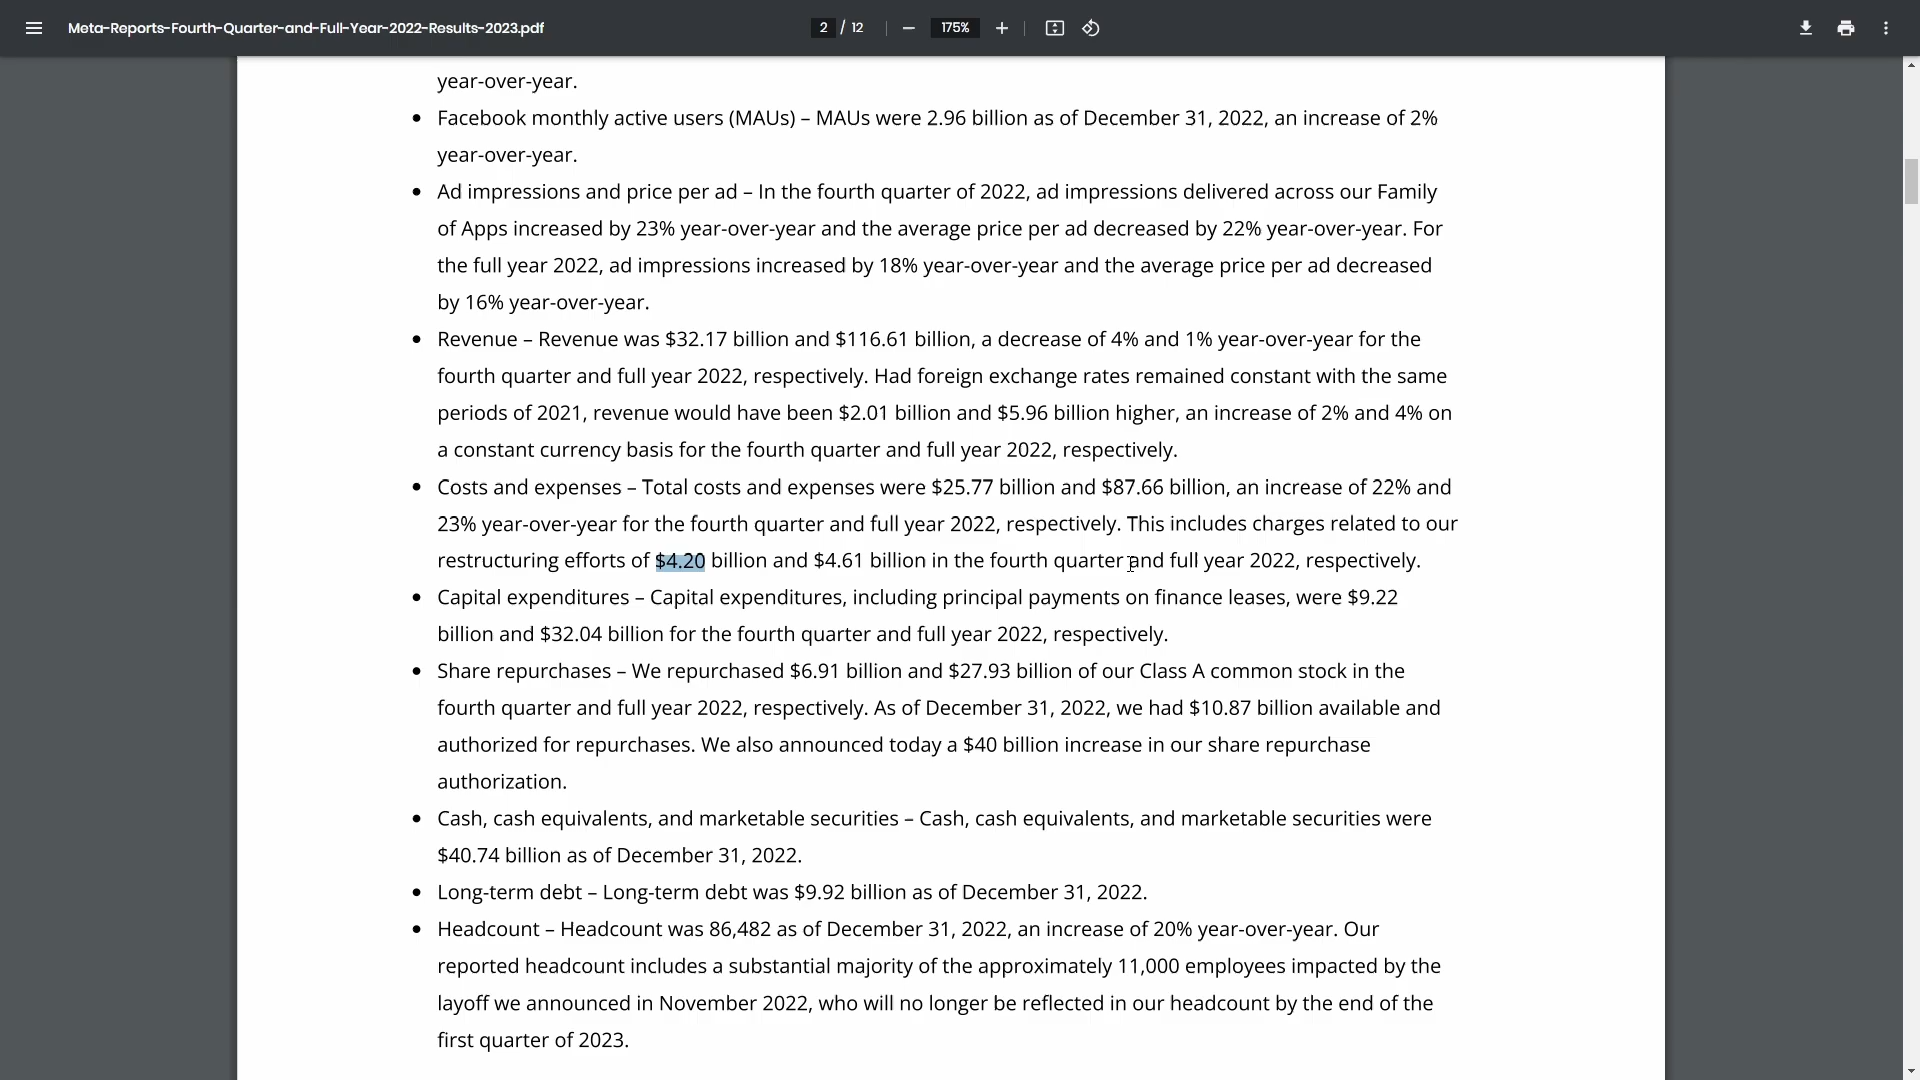 Meta-Reports-Fourth-Quarter-and-Full-Year-2022-Results-2023.pdf
2 / 12
175%
year-over-year.
• Facebook monthly active users (MAUs) – MAUs were 2.96 billion as of December 31, 2022, an increase of 2%
year-over-year.
• Ad impressions and price per ad – In the fourth quarter of 2022, ad impressions delivered across our Family
of Apps increased by 23% year-over-year and the average price per ad decreased by 22% year-over-year. For
the full year 2022, ad impressions increased by 18% year-over-year and the average price per ad decreased
by 16% year-over-year.
• Revenue – Revenue was $32.17 billion and $116.61 billion, a decrease of 4% and 1% year-over-year for the
fourth quarter and full year 2022, respectively. Had foreign exchange rates remained constant with the same
periods of 2021, revenue would have been $2.01 billion and $5.96 billion higher, an increase of 2% and 4% on
a constant currency basis for the fourth quarter and full year 2022, respectively.
• Costs and expenses – Total costs and expenses were $25.77 billion and $87.66 billion, an increase of 22% and
23% year-over-year for the fourth quarter and full year 2022, respectively. This includes charges related to our
restructuring efforts of $4.20 billion and $4.61 billion in the fourth quarter and full year 2022, respectively.
• Capital expenditures – Capital expenditures, including principal payments on finance leases, were $9.22
billion and $32.04 billion for the fourth quarter and full year 2022, respectively.
• Share repurchases – We repurchased $6.91 billion and $27.93 billion of our Class A common stock in the
fourth quarter and full year 2022, respectively. As of December 31, 2022, we had $10.87 billion available and
authorized for repurchases. We also announced today a $40 billion increase in our share repurchase
authorization.
• Cash, cash equivalents, and marketable securities – Cash, cash equivalents, and marketable securities were
$40.74 billion as of December 31, 2022.
• Long-term debt – Long-term debt was $9.92 billion as of December 31, 2022.
• Headcount – Headcount was 86,482 as of December 31, 2022, an increase of 20% year-over-year. Our
reported headcount includes a substantial majority of the approximately 11,000 employees impacted by the
layoff we announced in November 2022, who will no longer be reflected in our headcount by the end of the
first quarter of 2023.